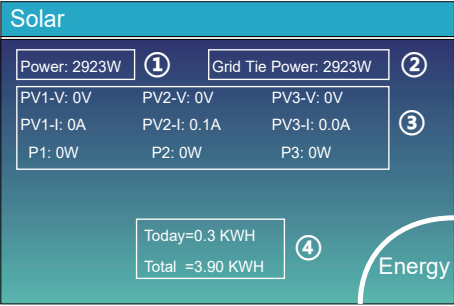 Solar
Power: 2923W ① Grid Tie Power: 2923W ②
PV1-V: 0V PV2-V: 0V PV3-V: 0V
PV1-I: 0A PV2-I: 0.1A PV3-I: 0.0A ③
P1: 0W P2: 0W P3: 0W
Today=0.3 KWH
④
Total =3.90 KWH
Energy